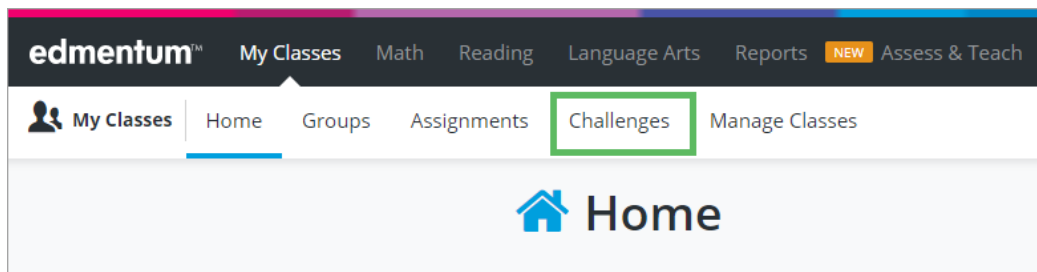 edmentum™ My Classes Math Reading Language Arts Reports NEW Assess & Teach
My Classes Home Groups Assignments Challenges Manage Classes
Home